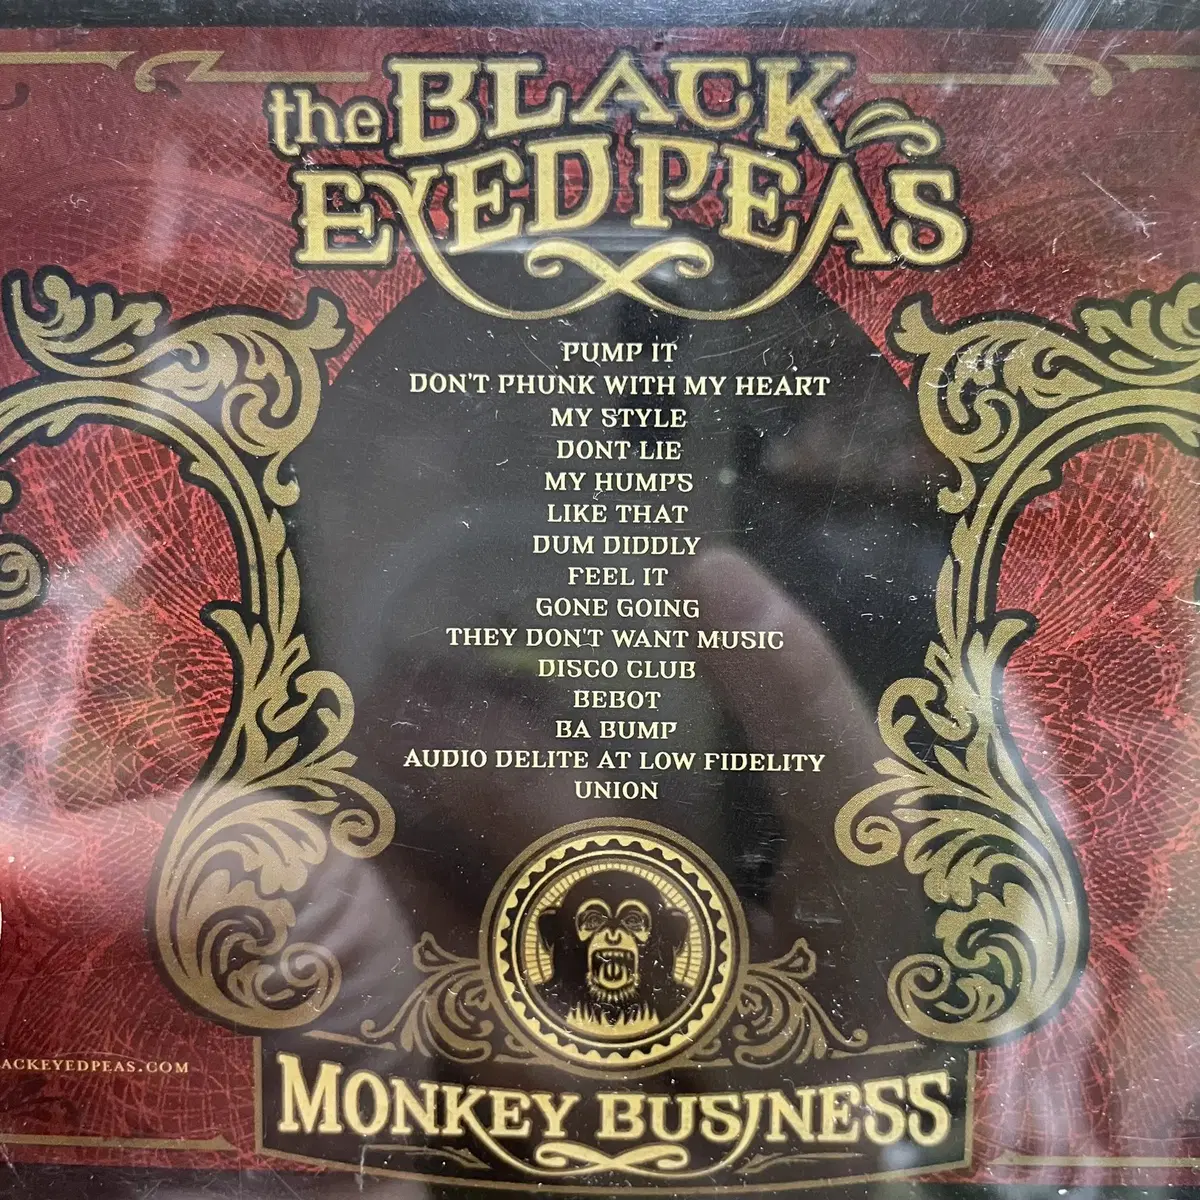 the BLACK
EYED PEAS
PUMP IT
DON'T PHUNK WITH MY HEART
MY STYLE
DONT LIE
MY HUMPS
LIKE THAT
DUM DIDDLY
FEEL IT
GONE GOING
THEY DON'T WANT MUSIC
DISCO CLUB
BEBOT
BA BUMP
AUDIO DELITE AT LOW FIDELITY
UNION
ACKEYEDPEAS.COM
MONKEY BUSINESS